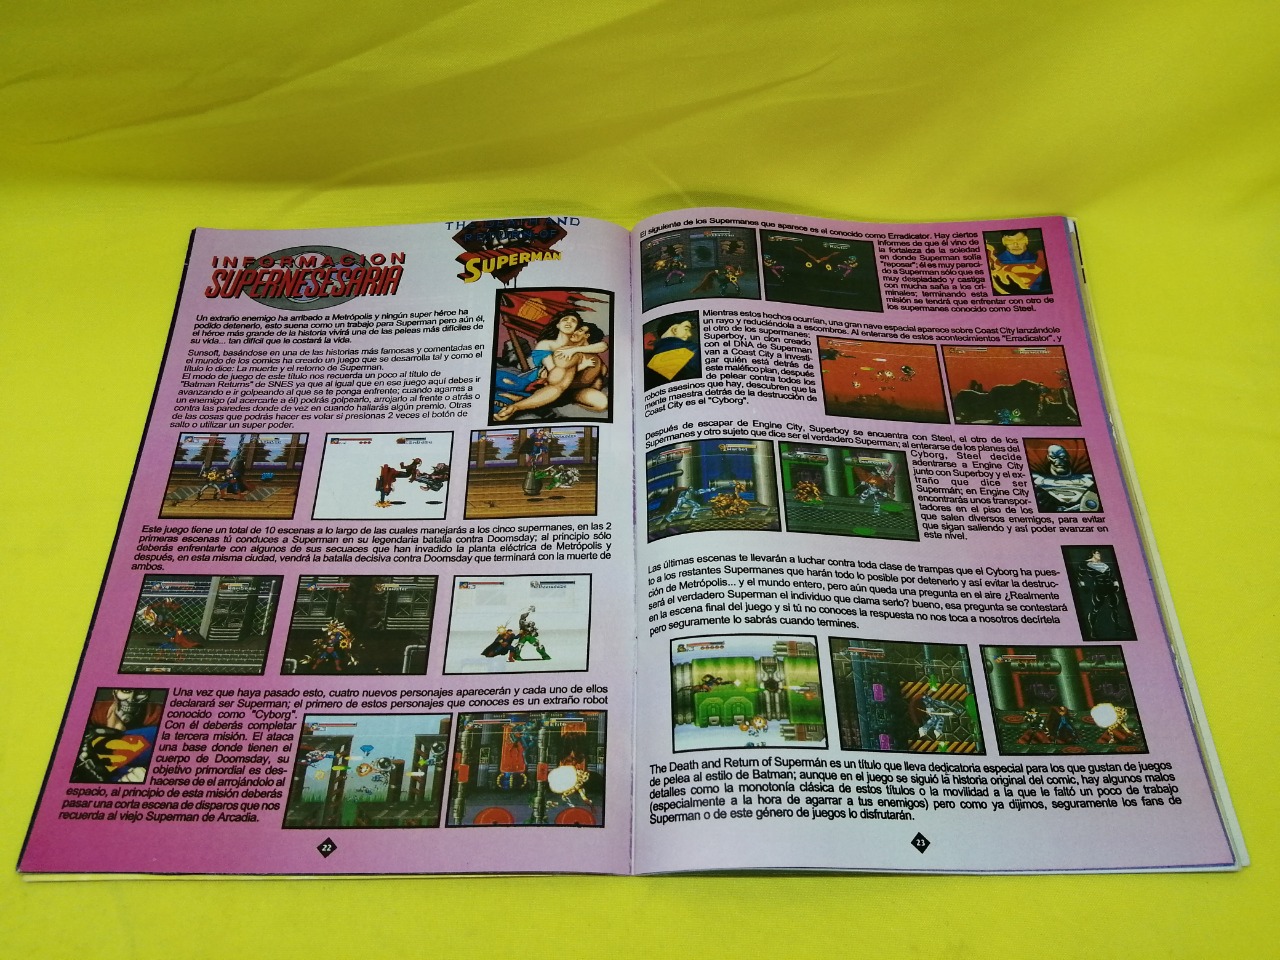 THE DEATH AND
RETURN OF
SUPERMAN
INFORMACION
SUPERNESESARIA
Un extraño enemigo ha arribado a Metrópolis y ningún super héroe ha
podido detenerlo, esto suena como un trabajo para Superman pero aún él,
el héroe más grande de la historia vivirá una de las peleas más difíciles de
su vida... tan difícil que le costará la vida.
Sunsoft, basándose en una de las historias más famosas y comentadas en
el mundo de los comics ha creado un juego que se desarrolla tal y como el
título lo dice: La muerte y el retorno de Superman.
El modo de juego de este título nos recuerda un poco al título de
"Batman Returns" de SNES ya que al igual que en ese juego aquí debes ir
avanzando e ir golpeando al que se te ponga enfrente; cuando agarres a
un enemigo (al acercarte a él) podrás golpearlo, arrojarlo al frente o atrás o
contra las paredes donde de vez en cuando hallarás algún premio. Otras
de las cosas que podrás hacer es volar si presionas 2 veces el botón de
salto o utilizar un super poder.
Este juego tiene un total de 10 escenas a lo largo de las cuales manejarás a los cinco supermanes, en las 2
primeras escenas tú conduces a Superman en su legendaria batalla contra Doomsday; al principio sólo
deberás enfrentarte con algunos de sus secuaces que han invadido la planta eléctrica de Metrópolis y
después, en esta misma ciudad, vendrá la batalla decisiva contra Doomsday que terminará con la muerte de
ambos.
Una vez que haya pasado esto, cuatro nuevos personajes aparecerán y cada uno de ellos
declarará ser Superman; el primero de estos personajes que conoces es un extraño robot
conocido como "Cyborg".
Con él deberás completar
la tercera misión. El ataca
una base donde tienen el
cuerpo de Doomsday, su
objetivo primordial es des-
hacerse de él arrojándolo al
espacio, al principio de esta misión deberás
pasar una corta escena de disparos que nos
recuerda al viejo Superman de Arcadia.
22
El siguiente de los Supermanes que aparece es el conocido como Erradicator. Hay ciertos
informes de que él vino de
la fortaleza de la soledad
en donde Superman solía
"reposar"; él es muy pareci-
do a Superman sólo que es
muy despiadado y castiga
con mucha saña a los cri-
minales; terminando esta
misión se tendrá que enfrentar con otro de
los supermanes conocido como Steel.
Mientras estos hechos ocurrían, una gran nave espacial aparece sobre Coast City lanzándole
un rayo y reduciéndola a escombros. Al enterarse de estos acontecimientos "Erradicator", y
el otro de los supermanes:
Superboy, un clon creado
con el DNA de Superman
van a Coast City a investi-
gar quién está detrás de
este maléfico plan, después
de pelear contra todos los
robots asesinos que hay, descubren que la
mente maestra detrás de la destrucción de
Coast City es el "Cyborg".
Después de escapar de Engine City, Superboy se encuentra con Steel, el otro de los
Supermanes y otro sujeto que dice ser el verdadero Superman; al enterarse de los planes del
Cyborg, Steel decide
adentrarse a Engine City
junto con Superboy y el ex-
traño que dice ser
Supermán; en Engine City
encontrarás unos transpor-
tadores en el piso de los
que salen diversos enemigos, para evitar
que sigan saliendo y así poder avanzar en
este nivel.
Las últimas escenas te llevarán a luchar contra toda clase de trampas que el Cyborg ha pues-
to a los restantes Supermanes que harán todo lo posible por detenerlo y así evitar la destruc-
ción de Metrópolis... y el mundo entero, pero aún queda una pregunta en el aire ¿Realmente
será el verdadero Superman el individuo que clama serlo? bueno, esa pregunta se contestará
en la escena final del juego y si tú no conoces la respuesta no nos toca a nosotros decírtela
pero seguramente lo sabrás cuando termines.
The Death and Return of Supermán es un título que lleva dedicatoria especial para los que gustan de juegos
de pelea al estilo de Batman; aunque en el juego se siguió la historia original del comic, hay algunos malos
detalles como la monotonía clásica de estos títulos o la movilidad a la que le faltó un poco de trabajo
(especialmente a la hora de agarrar a tus enemigos) pero como ya dijimos, seguramente los fans de
Superman o de este género de juegos lo disfrutarán.
23